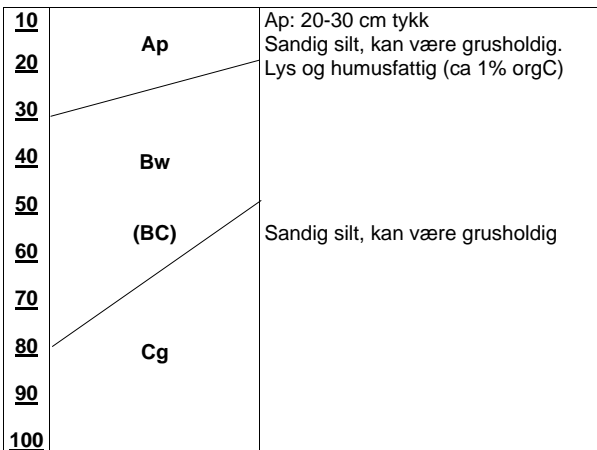 10
Ap
Ap: 20-30 cm tykk
Sandig silt, kan være grusholdig.
20
Lys og humusfattig (ca 1% orgC)
30
40
Bw
50
(BC)
Sandig silt, kan være grusholdig
60
70
80
Cg
90
100